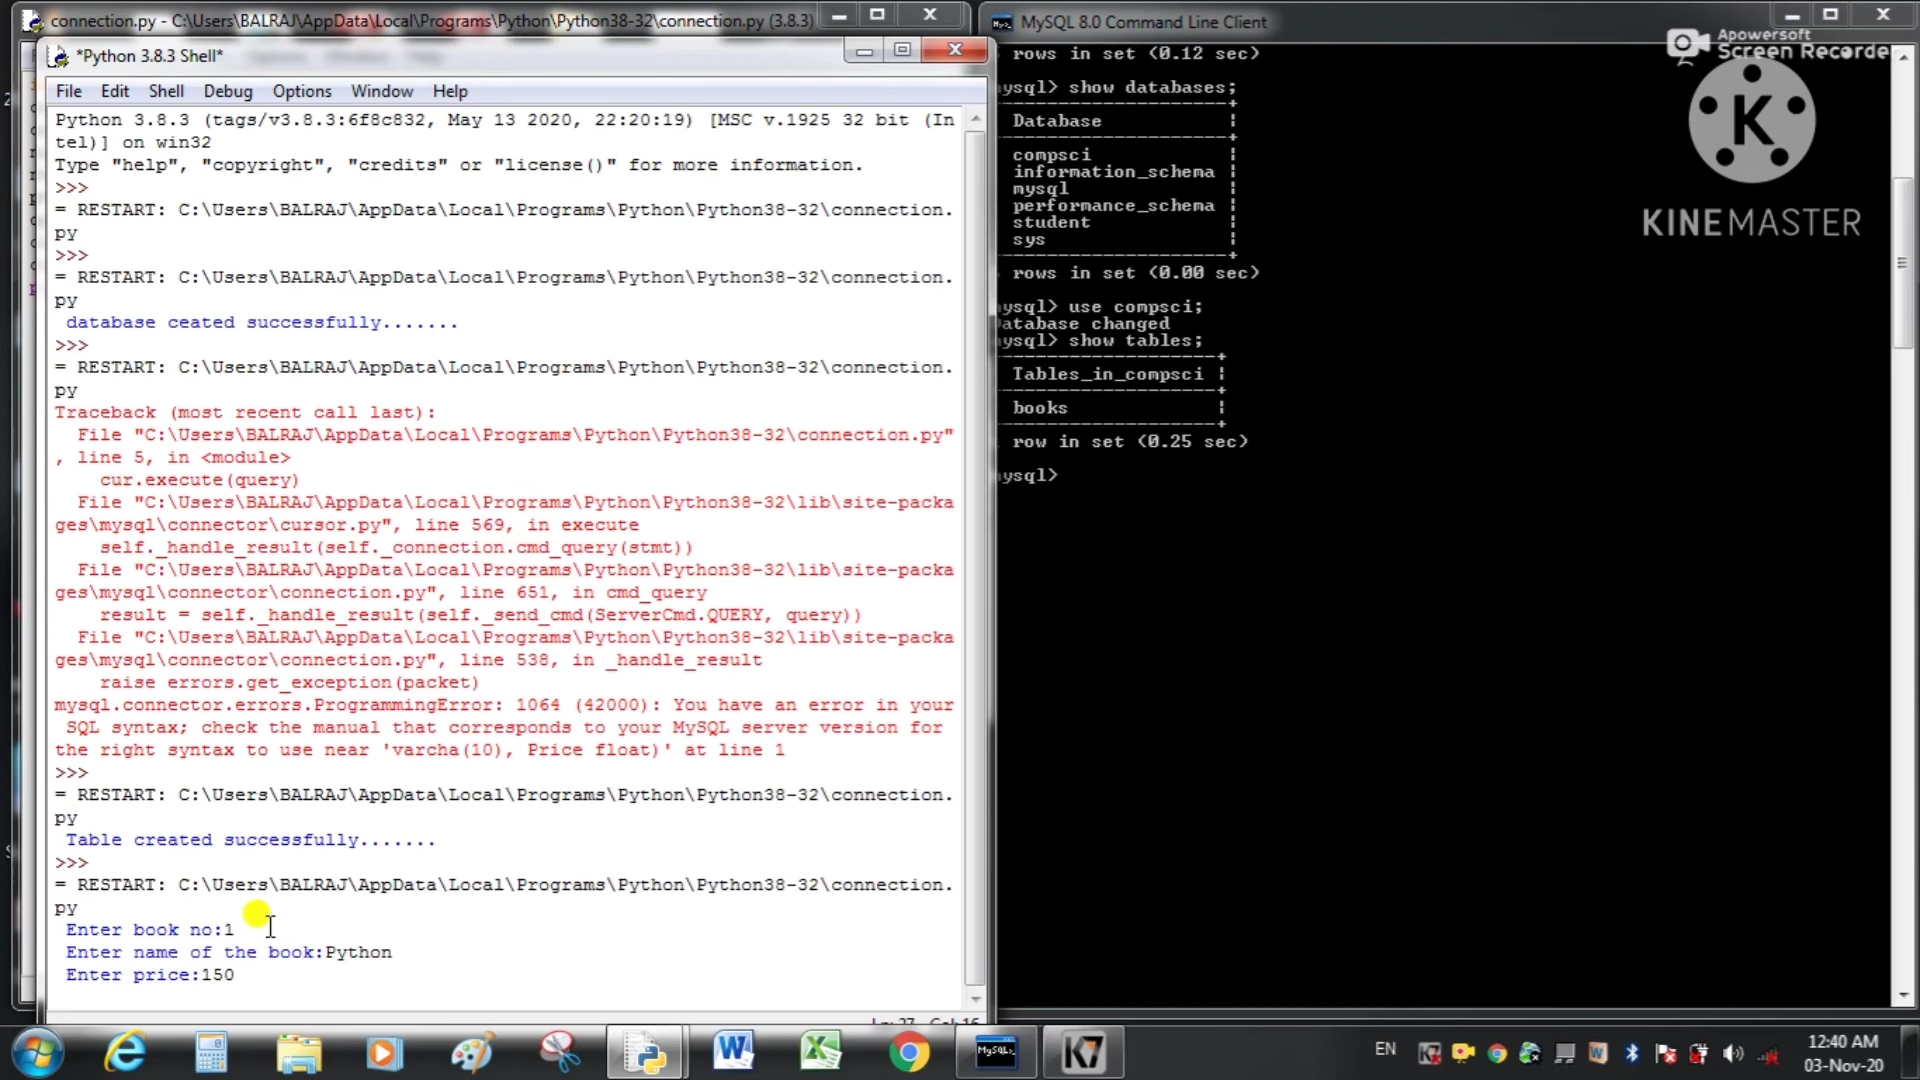 connection.py - C:\Users\BALRAJ\AppData\Local\Programs\Python\Python38-32\connection.py (3.8.3)
*Python 3.8.3 Shell*
File Edit Shell Debug Options Window Help
Python 3.8.3 (tags/v3.8.3:6f8c832, May 13 2020, 22:20:19) [MSC v.1925 32 bit (In
tel)] on win32
Type "help", "copyright", "credits" or "license()" for more information.
>>>
= RESTART: C:\Users\BALRAJ\AppData\Local\Programs\Python\Python38-32\connection.
py
>>>
= RESTART: C:\Users\BALRAJ\AppData\Local\Programs\Python\Python38-32\connection.
py
database ceated successfully.......
>>>
= RESTART: C:\Users\BALRAJ\AppData\Local\Programs\Python\Python38-32\connection.
py
Traceback (most recent call last):
File "C:\Users\BALRAJ\AppData\Local\Programs\Python\Python38-32\connection.py"
, line 5, in <module>
cur.execute(query)
File "C:\Users\BALRAJ\AppData\Local\Programs\Python\Python38-32\lib\site-packa
ges\mysql\connector\cursor.py", line 569, in execute
self._handle_result(self._connection.cmd_query(stmt))
File "C:\Users\BALRAJ\AppData\Local\Programs\Python\Python38-32\lib\site-packa
ges\mysql\connector\connection.py", line 651, in cmd_query
result = self._handle_result(self._send_cmd(ServerCmd.QUERY, query))
File "C:\Users\BALRAJ\AppData\Local\Programs\Python\Python38-32\lib\site-packa
ges\mysql\connector\connection.py", line 538, in _handle_result
raise errors.get_exception(packet)
mysql.connector.errors.ProgrammingError: 1064 (42000): You have an error in your
SQL syntax; check the manual that corresponds to your MySQL server version for
the right syntax to use near 'varcha(10), Price float)' at line 1
>>>
= RESTART: C:\Users\BALRAJ\AppData\Local\Programs\Python\Python38-32\connection.
py
Table created successfully.......
>>>
= RESTART: C:\Users\BALRAJ\AppData\Local\Programs\Python\Python38-32\connection.
py
Enter book no:1
Enter name of the book:Python
Enter price:150
MySQL 8.0 Command Line Client
rows in set (0.12 sec)
mysql> show databases;
Database
compsci
information_schema
mysql
performance_schema
student
sys
rows in set (0.00 sec)
mysql> use compsci;
Database changed
mysql> show tables;
Tables_in_compsci
books
row in set (0.25 sec)
mysql>
Apowersoft
Screen Recorder
K
KINEMASTER
MySQL
K7
EN
12:40 AM
03-Nov-20